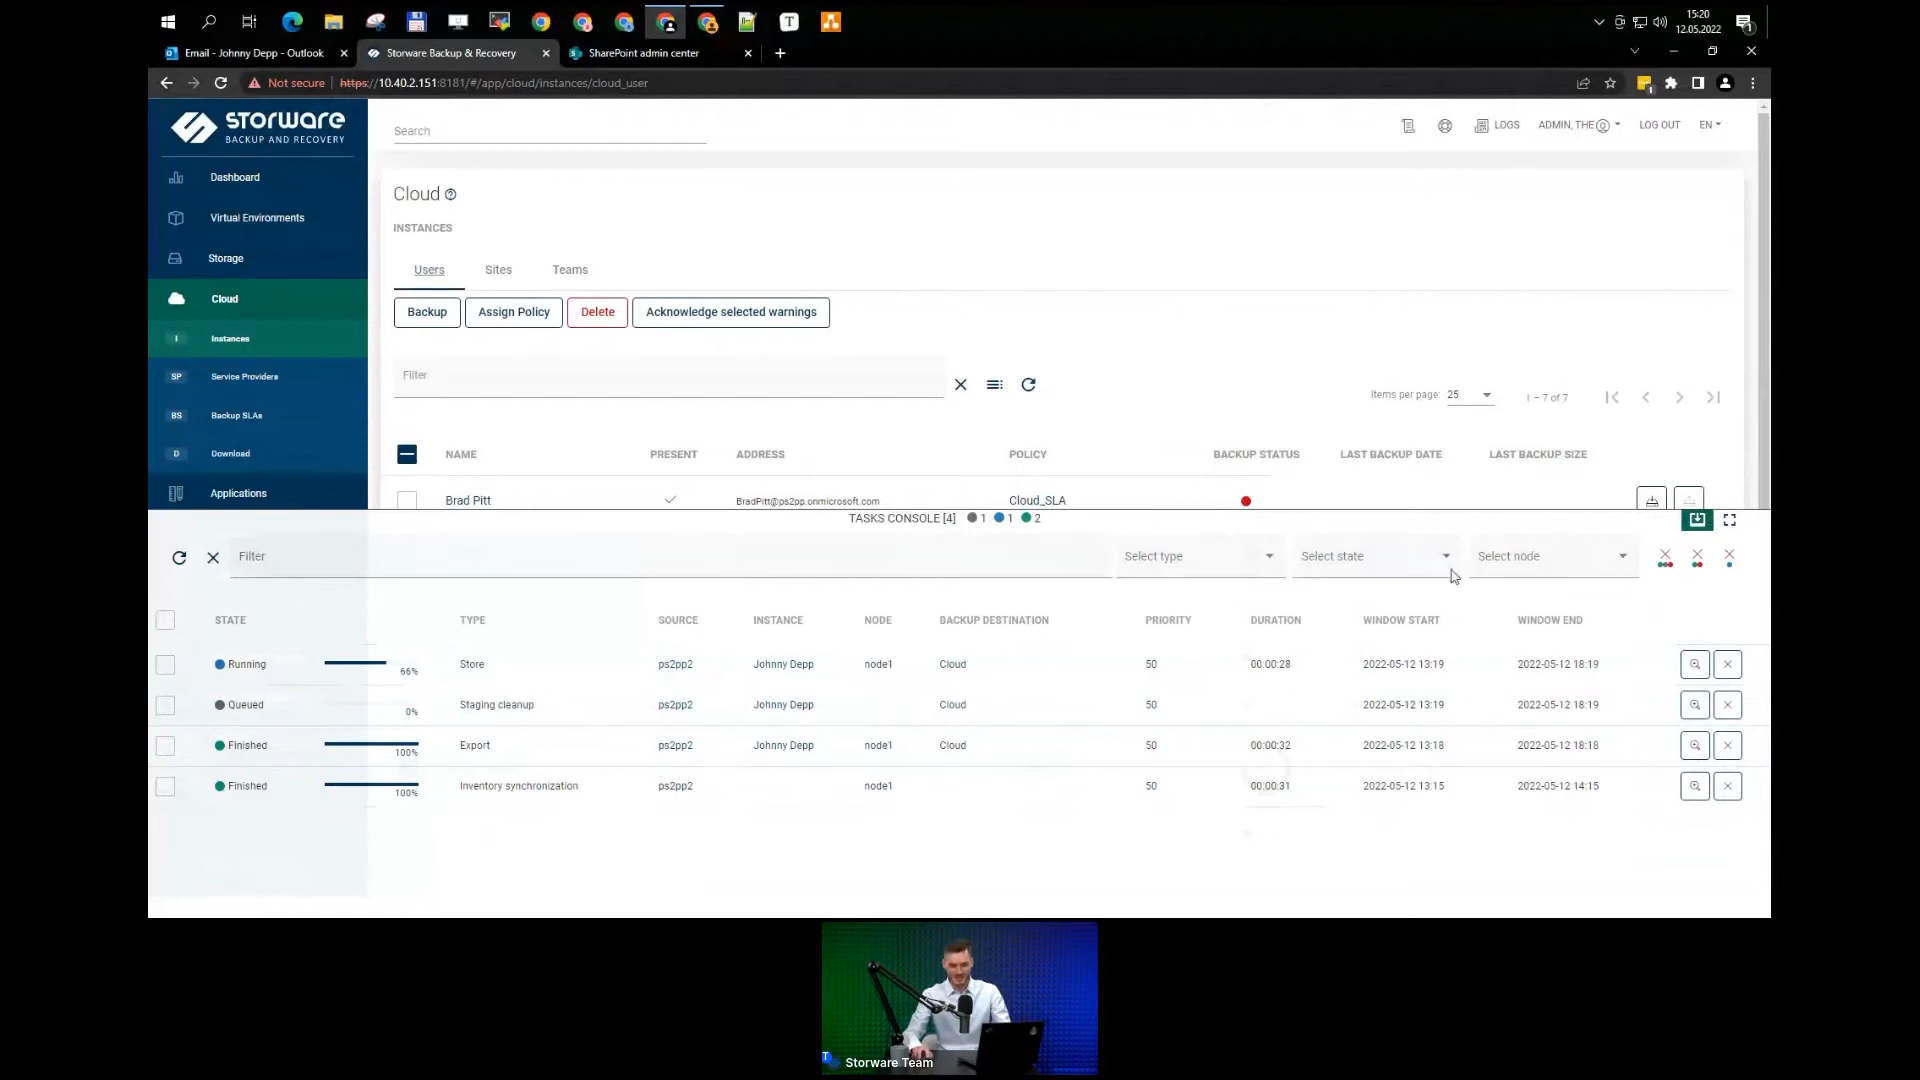 15:20
12.05.2022
Email - Johnny Depp - Outlook
Storware Backup & Recovery
SharePoint admin center
Not secure
https://10.40.2.151:8181/#/app/cloud/instances/cloud_user
STORWARE
BACKUP AND RECOVERY
Search
LOGS
ADMIN, THE
LOG OUT
EN
Dashboard
Virtual Environments
Storage
Cloud
I Instances
SP Service Providers
BS Backup SLAs
D Download
Applications
Cloud
INSTANCES
Users Sites Teams
Backup Assign Policy Delete Acknowledge selected warnings
Filter
Items per page: 25 1 – 7 of 7
NAME PRESENT ADDRESS POLICY BACKUP STATUS LAST BACKUP DATE LAST BACKUP SIZE
Brad Pitt BradPitt@ps2pp.onmicrosoft.com Cloud_SLA
TASKS CONSOLE [4] 1 1 2
Filter Select type Select state Select node
STATE TYPE SOURCE INSTANCE NODE BACKUP DESTINATION PRIORITY DURATION WINDOW START WINDOW END
Running 66% Store ps2pp2 Johnny Depp node1 Cloud 50 00:00:28 2022-05-12 13:19 2022-05-12 18:19
Queued 0% Staging cleanup ps2pp2 Johnny Depp Cloud 50 2022-05-12 13:19 2022-05-12 18:19
Finished 100% Export ps2pp2 Johnny Depp node1 Cloud 50 00:00:32 2022-05-12 13:18 2022-05-12 18:18
Finished 100% Inventory synchronization ps2pp2 node1 50 00:00:31 2022-05-12 13:15 2022-05-12 14:15
Storware Team